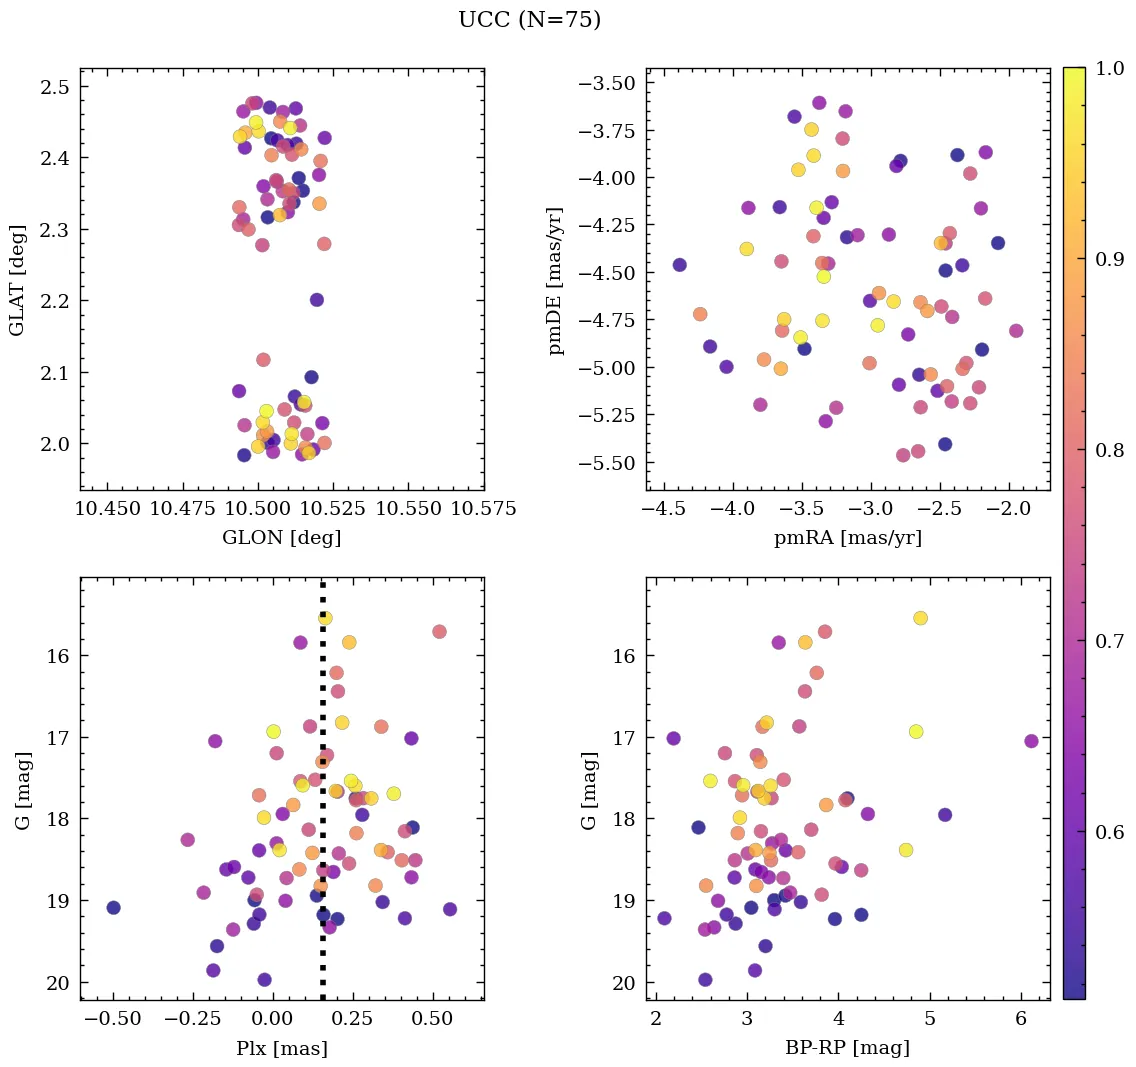 UCC (N=75)
2.5
2.4
2.3
2.2
2.1
2.0
GLAT [deg]
10.450 10.475 10.500 10.525 10.550 10.575
GLON [deg]
−3.50
−3.75
−4.00
−4.25
−4.50
−4.75
−5.00
−5.25
−5.50
pmDE [mas/yr]
−4.5 −4.0 −3.5 −3.0 −2.5 −2.0
pmRA [mas/yr]
1.0
0.9
0.8
0.7
0.6
16
17
18
19
20
G [mag]
−0.50 −0.25 0.00 0.25 0.50
Plx [mas]
16
17
18
19
20
G [mag]
2 3 4 5 6
BP-RP [mag]